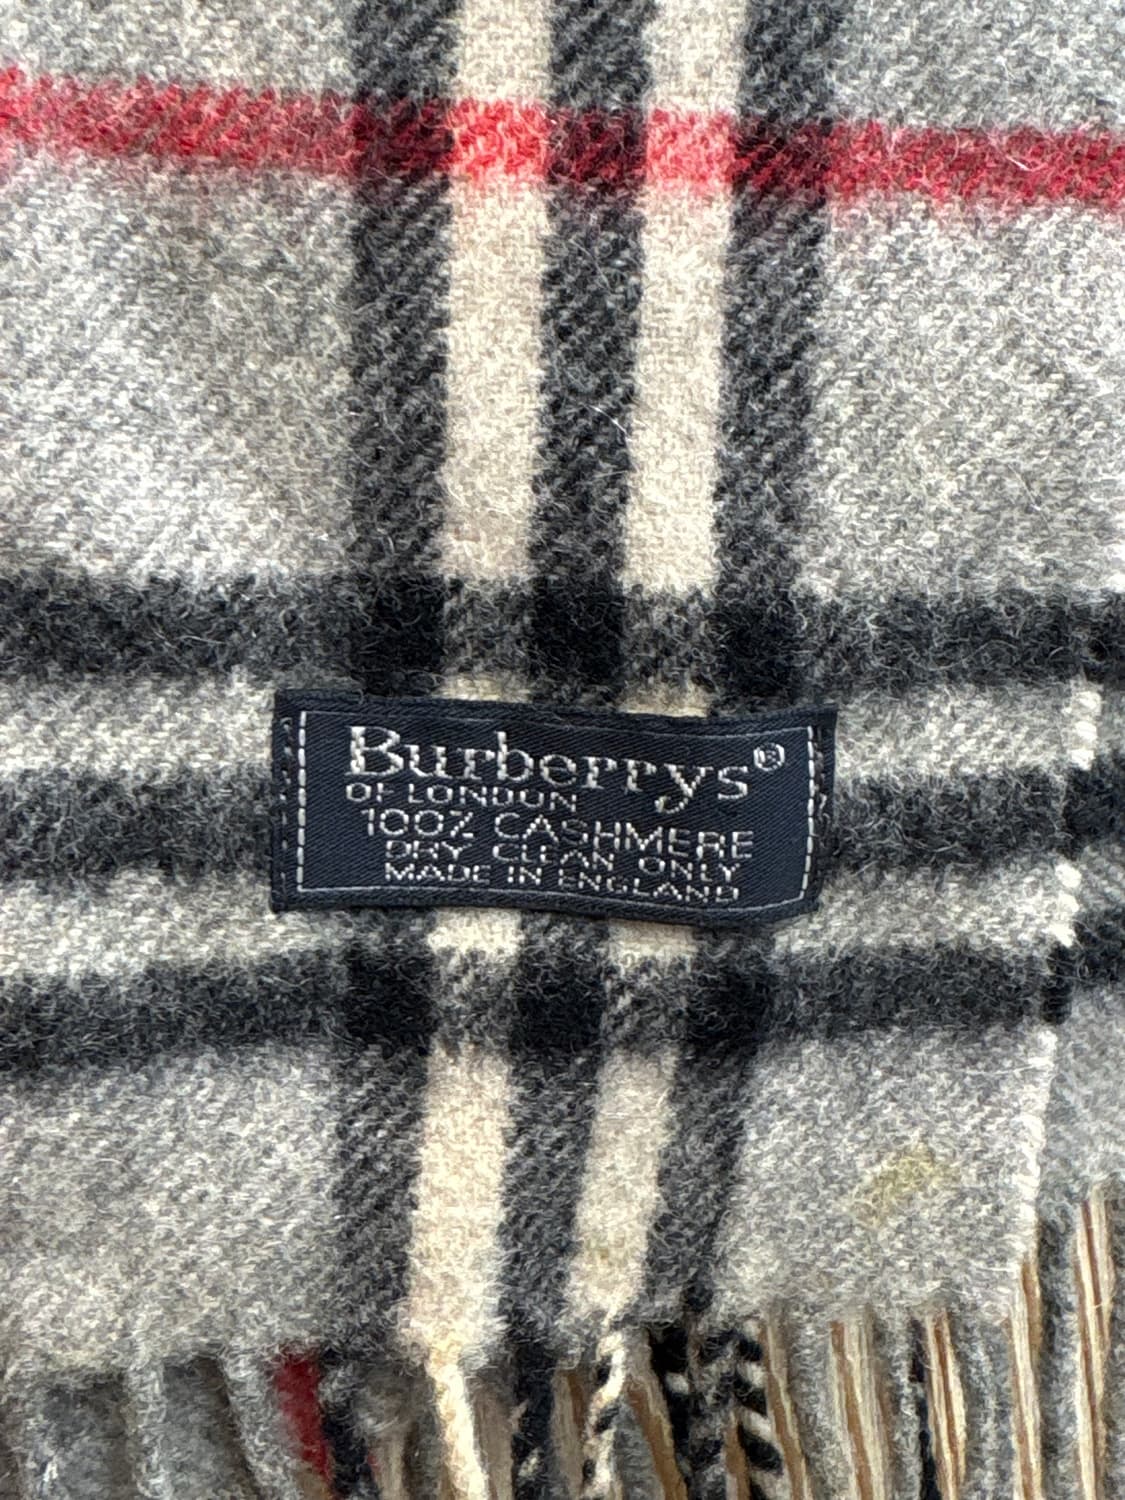 Burberrys®
OF LONDON
100% CASHMERE
DRY CLEAN ONLY
MADE IN ENGLAND